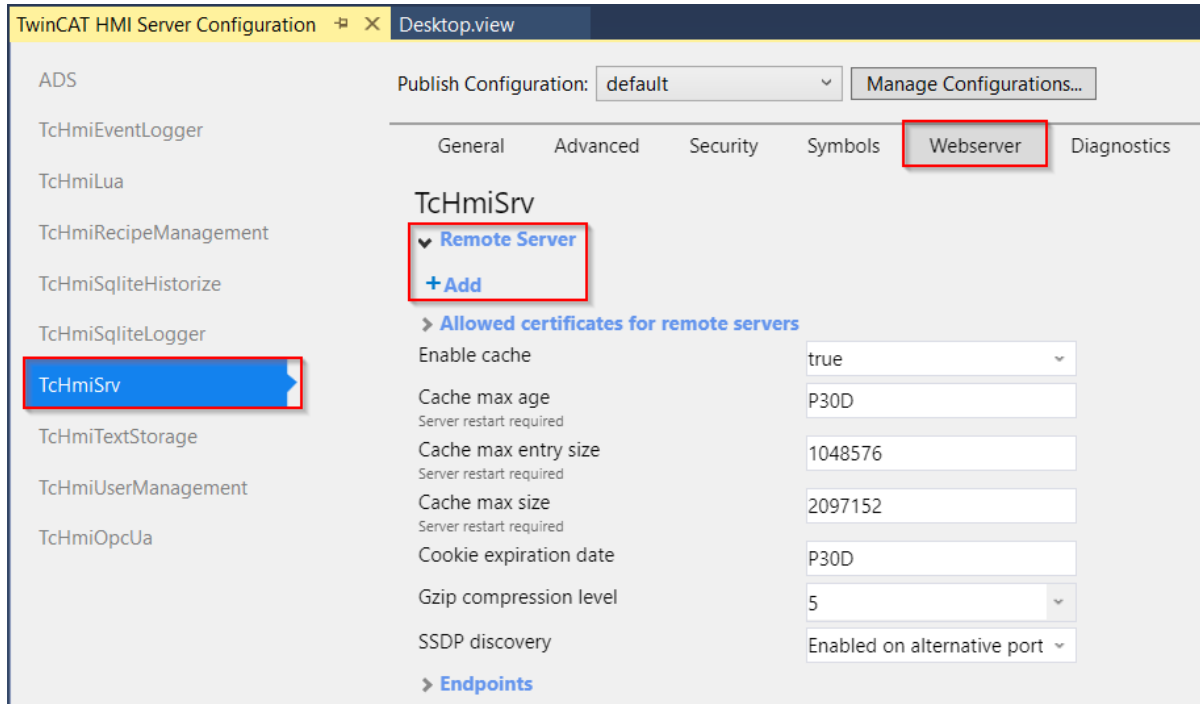 TwinCAT HMI Server Configuration
Desktop.view
ADS
TcHmiEventLogger
TcHmiLua
TcHmiRecipeManagement
TcHmiSqliteHistorize
TcHmiSqliteLogger
TcHmiSrv
TcHmiTextStorage
TcHmiUserManagement
TcHmiOpcUa
Publish Configuration: default Manage Configurations...
General Advanced Security Symbols Webserver Diagnostics
TcHmiSrv
Remote Server
+Add
Allowed certificates for remote servers
Enable cache true
Cache max age P30D
Server restart required
Cache max entry size 1048576
Server restart required
Cache max size 2097152
Server restart required
Cookie expiration date P30D
Gzip compression level 5
SSDP discovery Enabled on alternative port
Endpoints